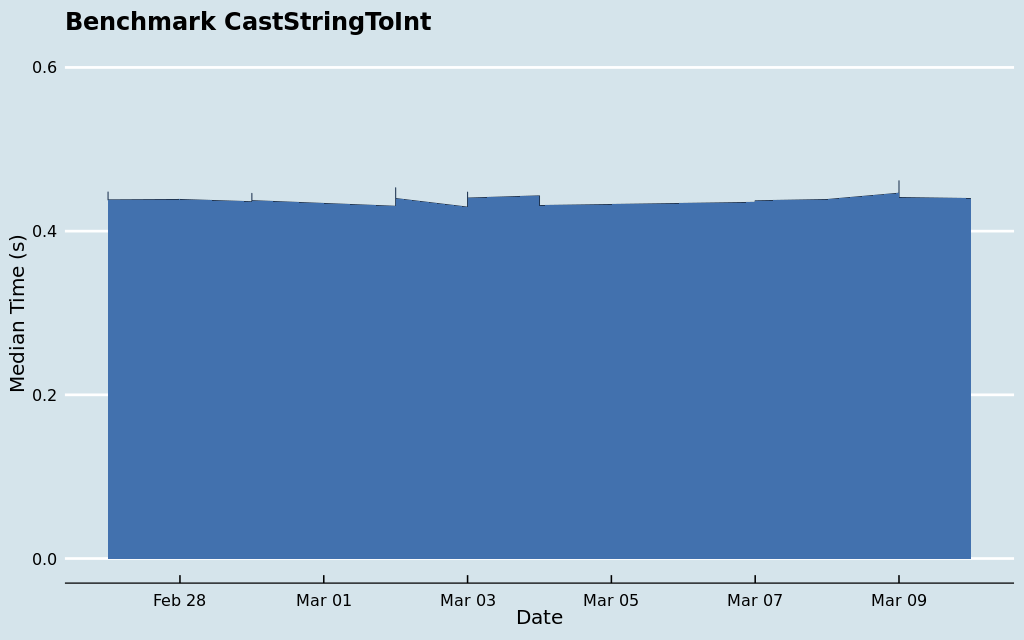 Benchmark CastStringToInt
0.6
0.4
0.2
0.0
Median Time (s)
Feb 28 Mar 01 Mar 03 Mar 05 Mar 07 Mar 09
Date